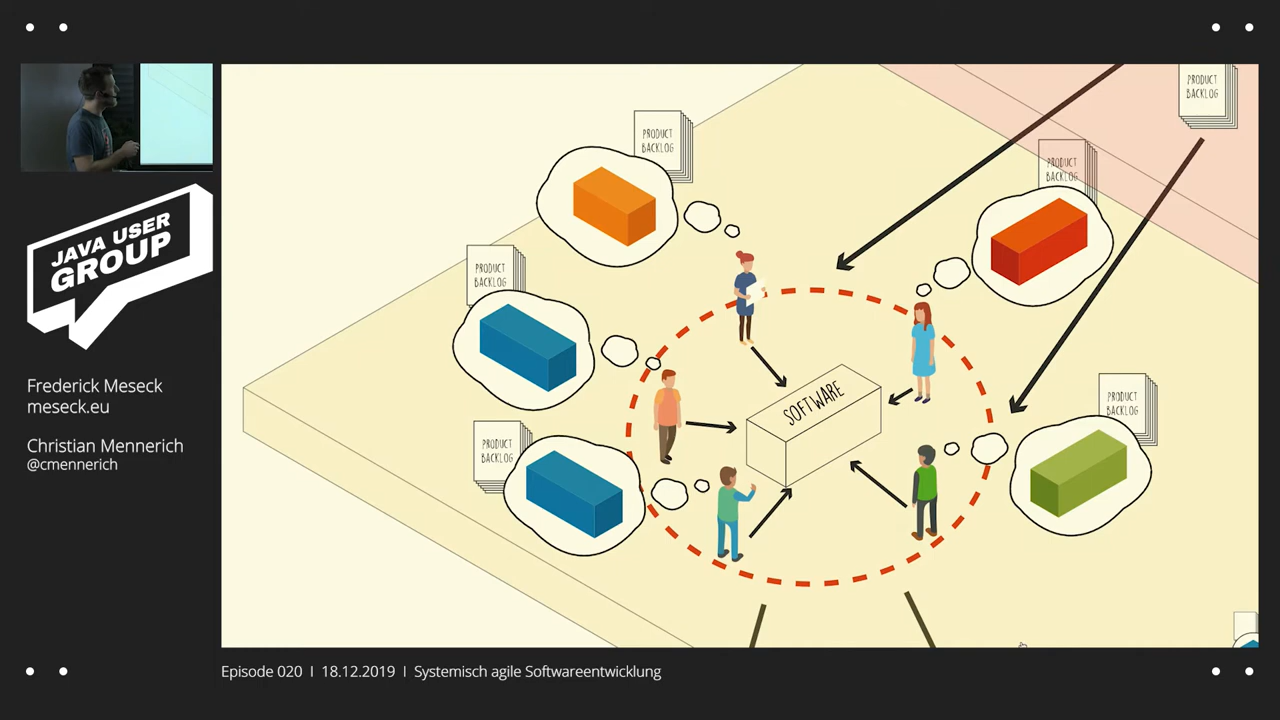 JAVA USER
GROUP
Frederick Meseck
meseck.eu
Christian Mennerich
@cmennerich
PRODUCT
BACKLOG
PRODUCT
BACKLOG
PRODUCT
BACKLOG
PRODUCT
BACKLOG
PRODUCT
BACKLOG
PRODUCT
BACKLOG
SOFTWARE
Episode 020 I 18.12.2019 I Systemisch agile Softwareentwicklung